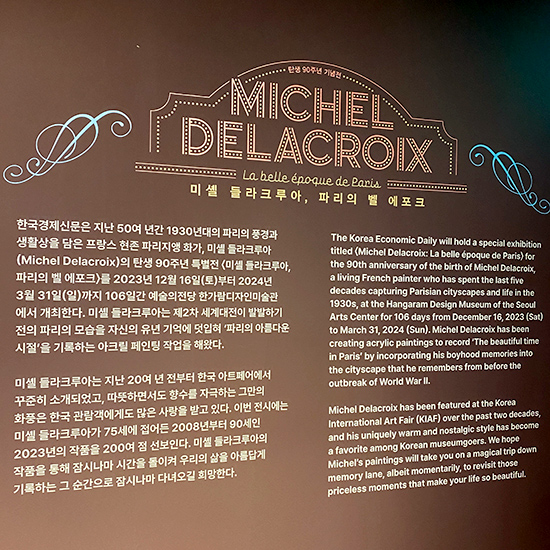 탄생 90주년 기념전
MICHEL
DELACROIX
La belle époque de Paris
미셸 들라크루아, 파리의 벨 에포크
한국경제신문은 지난 50여 년간 1930년대의 파리의 풍경과
생활상을 담은 프랑스 현존 파리지앵 화가, 미셸 들라크루아
(Michel Delacroix)의 탄생 90주년 특별전 〈미셸 들라크루아,
파리의 벨 에포크〉를 2023년 12월 16일(토)부터 2024년
3월 31일(일)까지 106일간 예술의전당 한가람디자인미술관
에서 개최한다. 미셸 들라크루아는 제2차 세계대전이 발발하기
전의 파리의 모습을 자신의 유년 기억에 덧입혀 ‘파리의 아름다운
시절’을 기록하는 아크릴 페인팅 작업을 해왔다.
미셸 들라크루아는 지난 20여 년 전부터 한국 아트페어에서
꾸준히 소개되었고, 따뜻하면서도 향수를 자극하는 그만의
화풍은 한국 관람객에게도 많은 사랑을 받고 있다. 이번 전시에는
미셸 들라크루아가 75세에 접어든 2008년부터 90세인
2023년의 작품을 200여 점 선보인다. 미셸 들라크루아의
작품을 통해 잠시나마 시간을 돌이켜 우리의 삶을 아름답게
기록하는 그 순간으로 잠시나마 다녀오길 희망한다.
The Korea Economic Daily will hold a special exhibition
titled ⟨Michel Delacroix: La belle époque de Paris⟩ for
the 90th anniversary of the birth of Michel Delacroix,
a living French painter who has spent the last five
decades capturing Parisian cityscapes and life in the
1930s, at the Hangaram Design Museum of the Seoul
Arts Center for 106 days from December 16, 2023 (Sat)
to March 31, 2024 (Sun). Michel Delacroix has been
creating acrylic paintings to record ‘The beautiful time
in Paris’ by incorporating his boyhood memories into
the cityscape that he remembers from before the
outbreak of World War II.
Michel Delacroix has been featured at the Korea
International Art Fair (KIAF) over the past two decades,
and his uniquely warm and nostalgic style has become
a favorite among Korean museumgoers. We hope
Michel’s paintings will take you on a magical trip down
memory lane, albeit momentarily, to revisit those
priceless moments that make your life so beautiful.